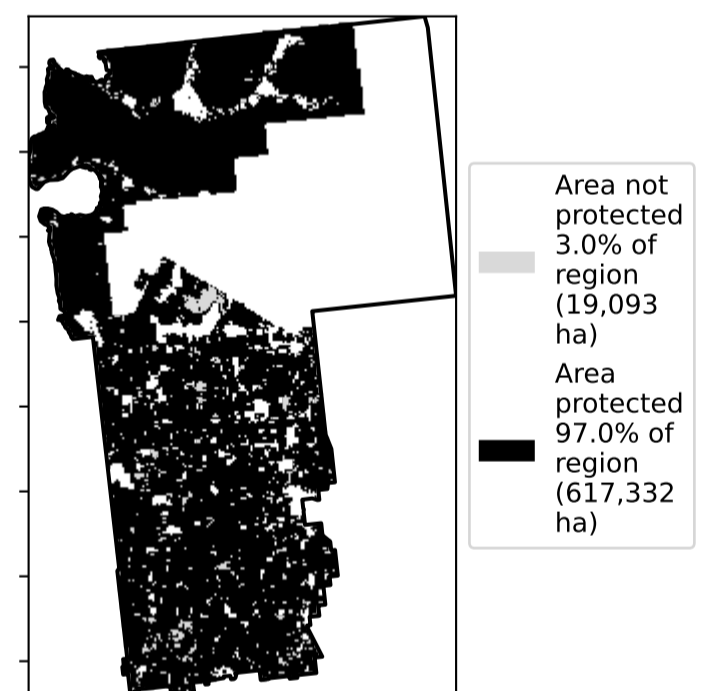 Area not
protected
3.0% of
region
(19,093
ha)
Area
protected
97.0% of
region
(617,332
ha)